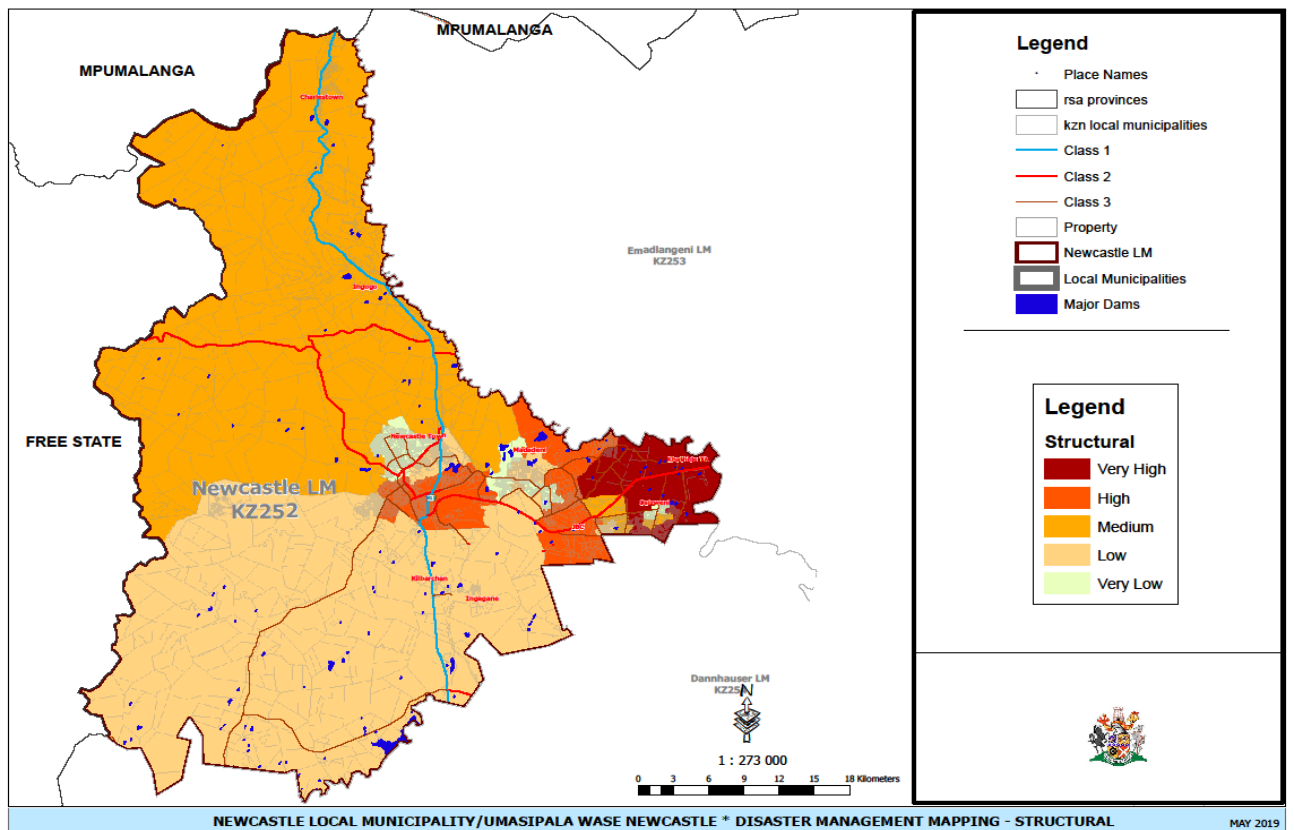 MPUMALANGA
MPUMALANGA
Charlestown
Ingogo
Emadlangeni LM
KZ253
FREE STATE
Newcastle Town
Madadeni
Newcastle LM
KZ252
JBC
Kilbarchan
Ingagane
Dannhauser LM
N
1 : 273 000
0 3 6 9 12 15 18 Kilometers
Legend
Place Names
rsa provinces
kzn local municipalities
Class 1
Class 2
Class 3
Property
Newcastle LM
Local Municipalities
Major Dams
Legend
Structural
Very High
High
Medium
Low
Very Low
NEWCASTLE LOCAL MUNICIPALITY/UMASIPALA WASE NEWCASTLE * DISASTER MANAGEMENT MAPPING - STRUCTURAL
MAY 2019